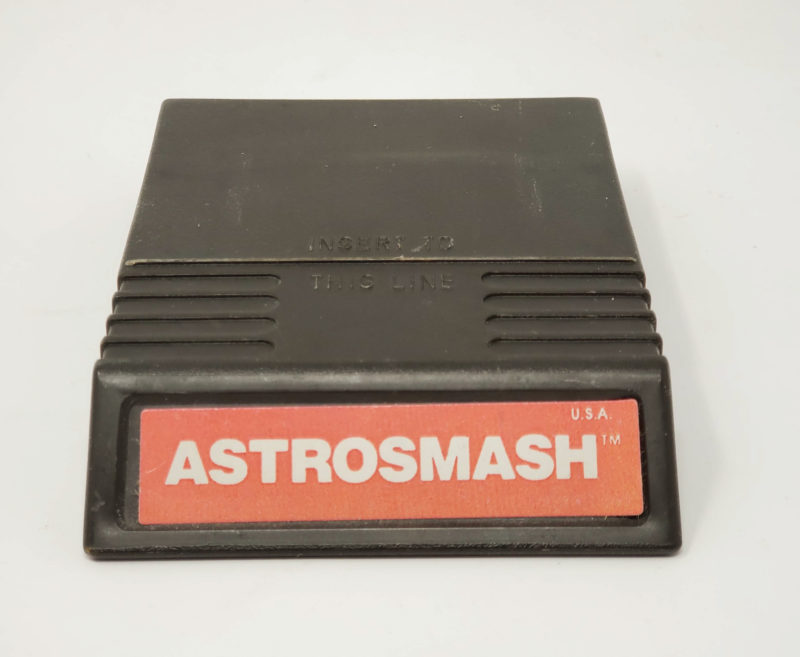 INSERT TO
THIS LINE
U.S.A.
ASTROSMASH™